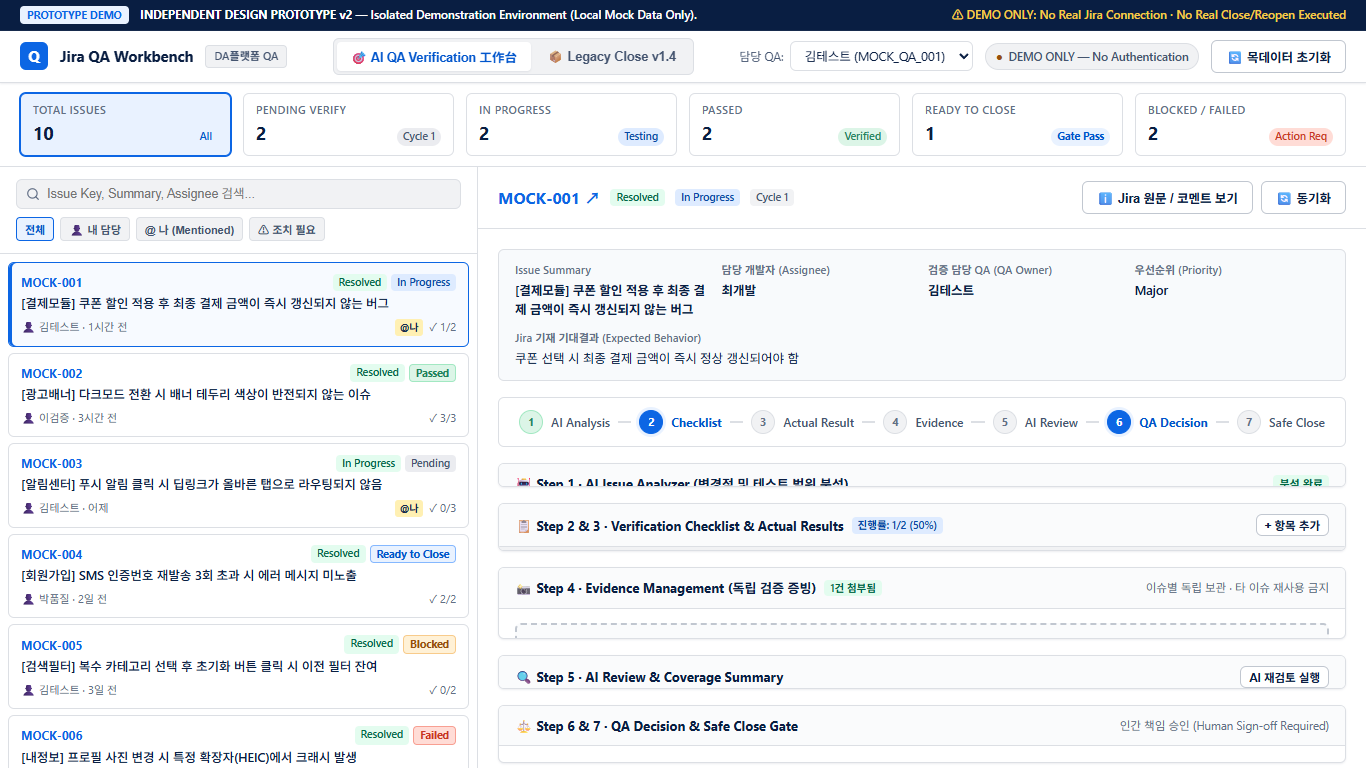 PROTOTYPE DEMO INDEPENDENT DESIGN PROTOTYPE v2 — Isolated Demonstration Environment (Local Mock Data Only). ⚠ DEMO ONLY: No Real Jira Connection · No Real Close/Reopen Executed
Q Jira QA Workbench DA플랫폼 QA 🎯 AI QA Verification 工作台 📦 Legacy Close v1.4 담당 QA: 김테스트 (MOCK_QA_001) ● DEMO ONLY — No Authentication 🔄 목데이터 초기화
TOTAL ISSUES
10 All
PENDING VERIFY
2 Cycle 1
IN PROGRESS
2 Testing
PASSED
2 Verified
READY TO CLOSE
1 Gate Pass
BLOCKED / FAILED
2 Action Req
Issue Key, Summary, Assignee 검색...
전체 👤 내 담당 @ 나 (Mentioned) ⚠ 조치 필요
MOCK-001 Resolved In Progress
[결제모듈] 쿠폰 할인 적용 후 최종 결제 금액이 즉시 갱신되지 않는 버그
👤 김테스트 · 1시간 전 @나 ✓ 1/2
MOCK-002 Resolved Passed
[광고배너] 다크모드 전환 시 배너 테두리 색상이 반전되지 않는 이슈
👤 이검증 · 3시간 전 ✓ 3/3
MOCK-003 In Progress Pending
[알림센터] 푸시 알림 클릭 시 딥링크가 올바른 탭으로 라우팅되지 않음
👤 김테스트 · 어제 @나 ✓ 0/3
MOCK-004 Resolved Ready to Close
[회원가입] SMS 인증번호 재발송 3회 초과 시 에러 메시지 미노출
👤 박품질 · 2일 전 ✓ 2/2
MOCK-005 Resolved Blocked
[검색필터] 복수 카테고리 선택 후 초기화 버튼 클릭 시 이전 필터 잔여
👤 김테스트 · 3일 전 ✓ 0/2
MOCK-006 Resolved Failed
[내정보] 프로필 사진 변경 시 특정 확장자(HEIC)에서 크래시 발생
MOCK-001 ↗ Resolved In Progress Cycle 1 ℹ️ Jira 원문 / 코멘트 보기 🔄 동기화
Issue Summary
[결제모듈] 쿠폰 할인 적용 후 최종 결
제 금액이 즉시 갱신되지 않는 버그
담당 개발자 (Assignee)
최개발
검증 담당 QA (QA Owner)
김테스트
우선순위 (Priority)
Major
Jira 기재 기대결과 (Expected Behavior)
쿠폰 선택 시 최종 결제 금액이 즉시 정상 갱신되어야 함
1 AI Analysis — 2 Checklist — 3 Actual Result — 4 Evidence — 5 AI Review — 6 QA Decision — 7 Safe Close
Step 1 · AI Issue Analyzer (변경점 및 테스트 범위 분석) 분석 완료
📋 Step 2 & 3 · Verification Checklist & Actual Results 진행률: 1/2 (50%) + 항목 추가
📷 Step 4 · Evidence Management (독립 검증 증빙) 1건 첨부됨 이슈별 독립 보관 · 타 이슈 재사용 금지
🔍 Step 5 · AI Review & Coverage Summary AI 재검토 실행
⚖️ Step 6 & 7 · QA Decision & Safe Close Gate 인간 책임 승인 (Human Sign-off Required)